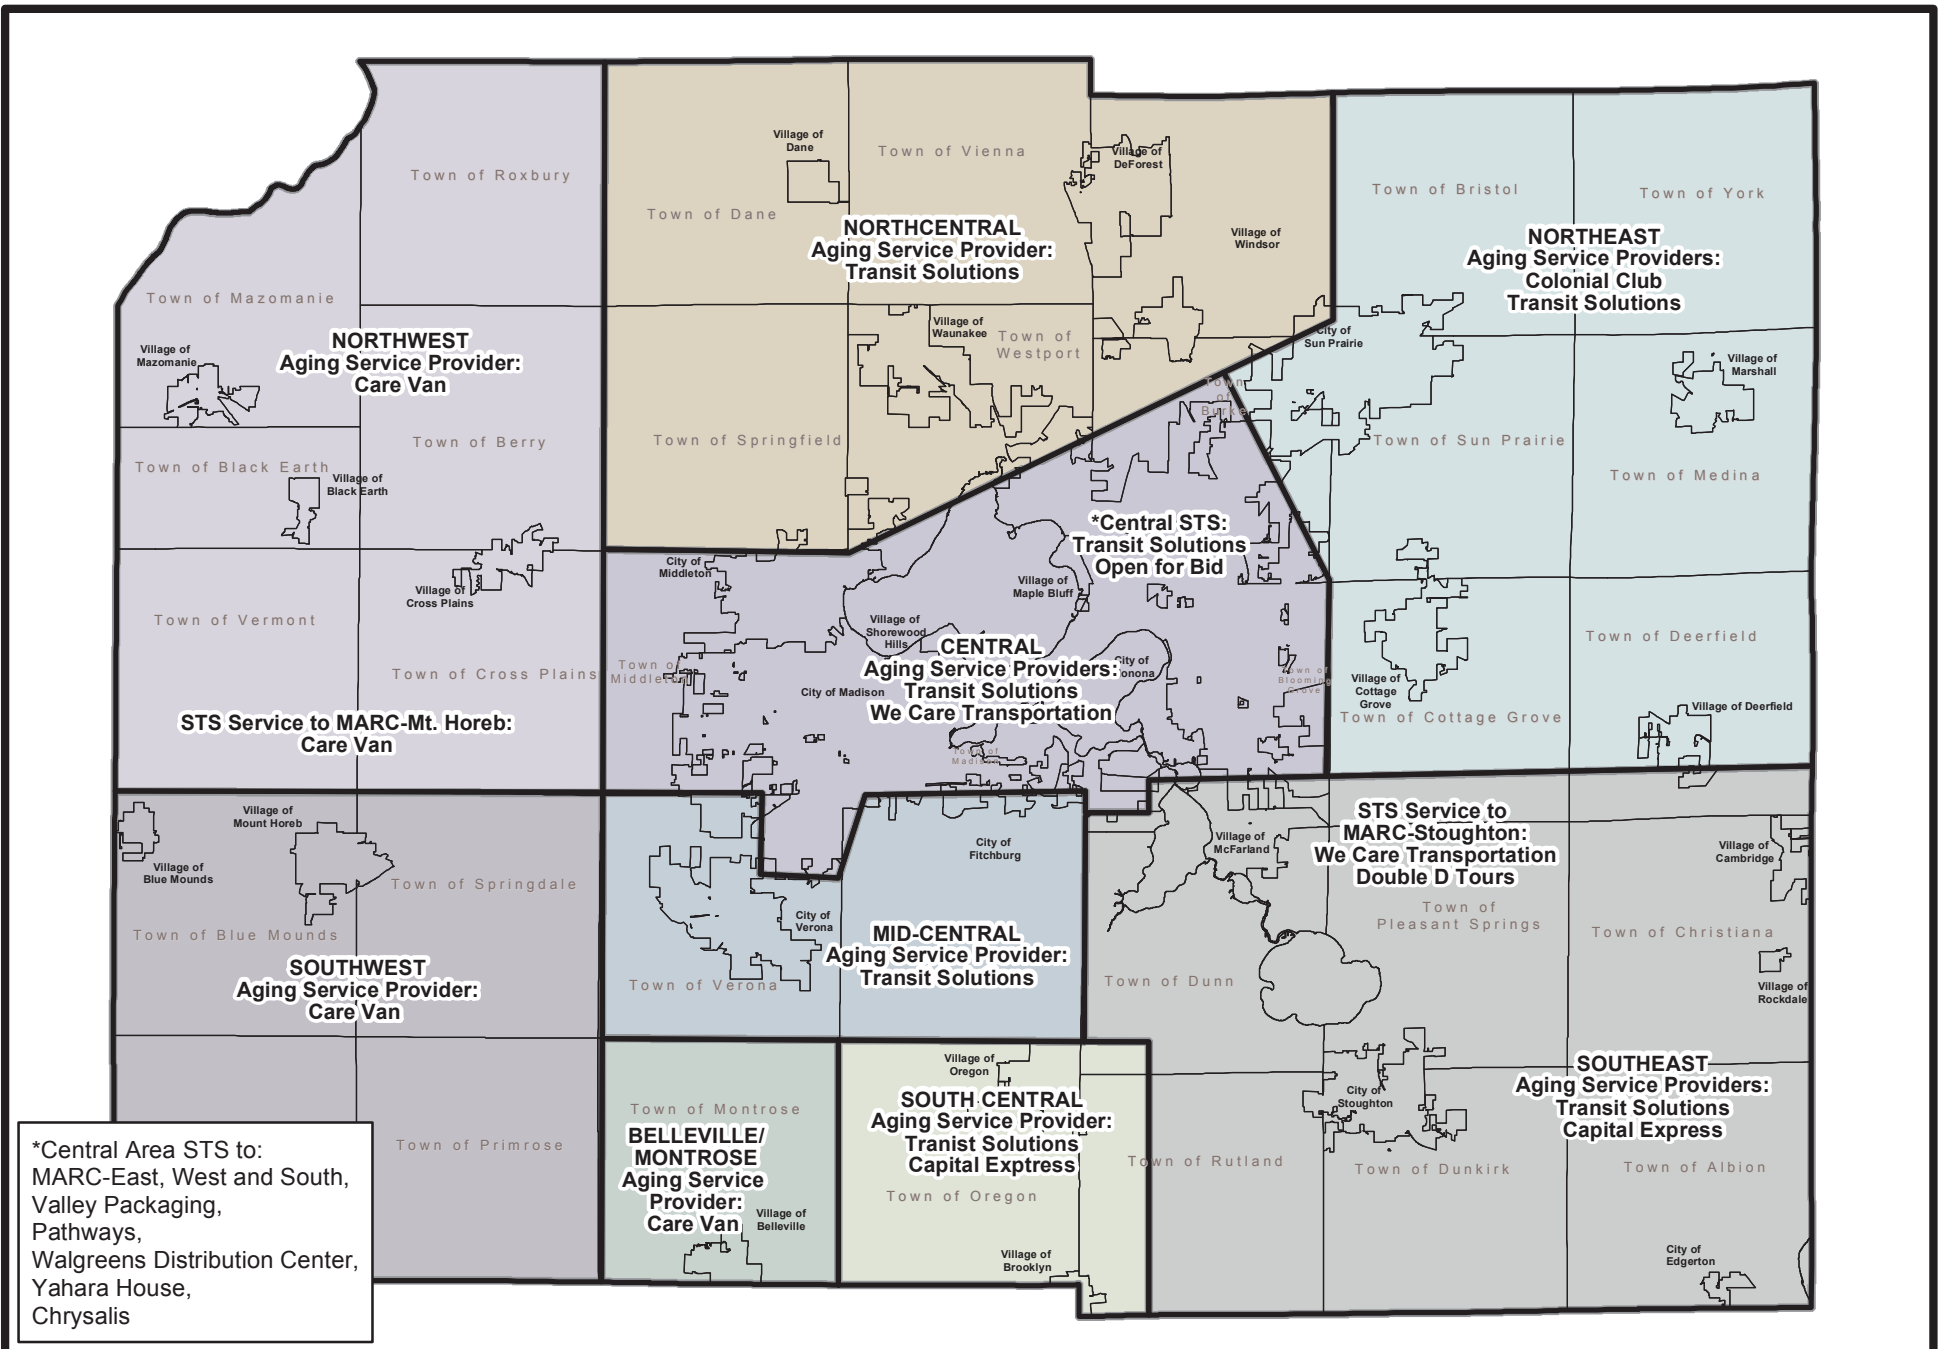 Town of Roxbury
Town of Mazomanie
Village of
Mazomanie
NORTHWEST
Aging Service Provider:
Care Van
Town of Berry
Town of Black Earth
Village of
Black Earth
Village of
Cross Plains
Town of Vermont
Town of Cross Plains
STS Service to MARC-Mt. Horeb:
Care Van
Village of
Dane
Town of Dane
Town of Vienna
Village of
DeForest
NORTHCENTRAL
Aging Service Provider:
Transit Solutions
Village of
Windsor
Village of
Waunakee
Town of
Westport
Town of Springfield
Town of Bristol
Town of York
NORTHEAST
Aging Service Providers:
Colonial Club
Transit Solutions
City of
Sun Prairie
Village of
Marshall
Town
of
Burke
Town of Sun Prairie
Town of Medina
Town of Deerfield
Village of
Cottage
Grove
Town of Cottage Grove
Village of Deerfield
*Central STS:
Transit Solutions
Open for Bid
City of
Middleton
Village of
Maple Bluff
Village of
Shorewood
Hills
Town of
Middleton
City of Madison
CENTRAL
Aging Service Providers:
Transit Solutions
We Care Transportation
City of
onona
Town of
Blooming
Grove
Town of
Madison
Village of
Mount Horeb
Village of
Blue Mounds
Town of Springdale
Town of Blue Mounds
SOUTHWEST
Aging Service Provider:
Care Van
Town of Primrose
City of
Fitchburg
City of
Verona
Town of Verona
MID-CENTRAL
Aging Service Provider:
Transit Solutions
Village of
McFarland
STS Service to
MARC-Stoughton:
We Care Transportation
Double D Tours
Town of
Pleasant Springs
Village of
Cambridge
Town of Christiana
Village of
Rockdale
Town of Dunn
City of
Stoughton
SOUTHEAST
Aging Service Providers:
Transit Solutions
Capital Express
Town of Rutland
Town of Dunkirk
Town of Albion
City of
Edgerton
Town of Montrose
BELLEVILLE/
MONTROSE
Aging Service
Provider:
Care Van
Village of
Belleville
Village of
Oregon
SOUTH CENTRAL
Aging Service Provider:
Tranist Solutions
Capital Exptress
Town of Oregon
Village of
Brooklyn
*Central Area STS to:
MARC-East, West and South,
Valley Packaging,
Pathways,
Walgreens Distribution Center,
Yahara House,
Chrysalis